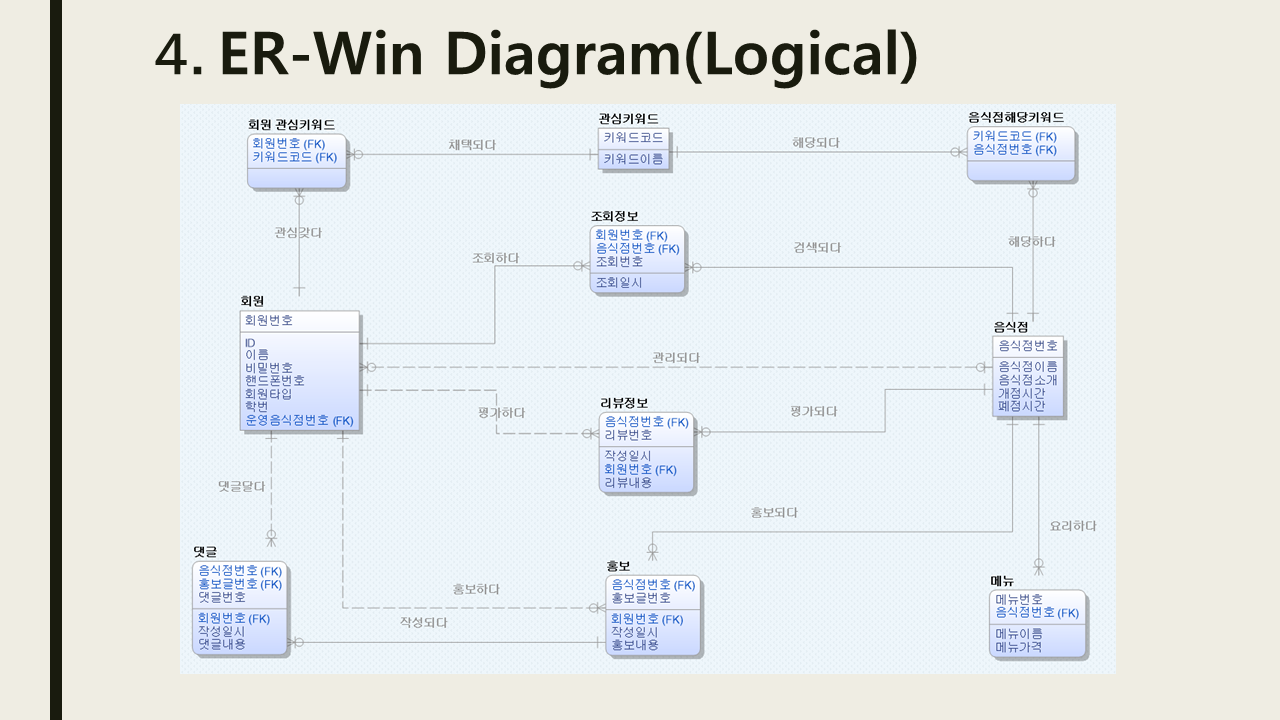 4. ER-Win Diagram(Logical)
회원 관심키워드
회원번호 (FK)
키워드코드 (FK)
채택되다
관심키워드
키워드코드
키워드이름
해당되다
음식점해당키워드
키워드코드 (FK)
음식점번호 (FK)
관심갖다
조회하다
조회정보
회원번호 (FK)
음식점번호 (FK)
조회번호
조회일시
검색되다
해당하다
회원
회원번호
ID
이름
비밀번호
핸드폰번호
회원타입
학번
운영음식점번호 (FK)
관리되다
음식점
음식점번호
음식점이름
음식점소개
개점시간
폐점시간
평가하다
리뷰정보
음식점번호 (FK)
리뷰번호
작성일시
회원번호 (FK)
리뷰내용
평가되다
댓글달다
홍보되다
요리하다
댓글
음식점번호 (FK)
홍보글번호 (FK)
댓글번호
회원번호 (FK)
작성일시
댓글내용
홍보하다
작성되다
홍보
음식점번호 (FK)
홍보글번호
회원번호 (FK)
작성일시
홍보내용
메뉴
메뉴번호
음식점번호 (FK)
메뉴이름
메뉴가격